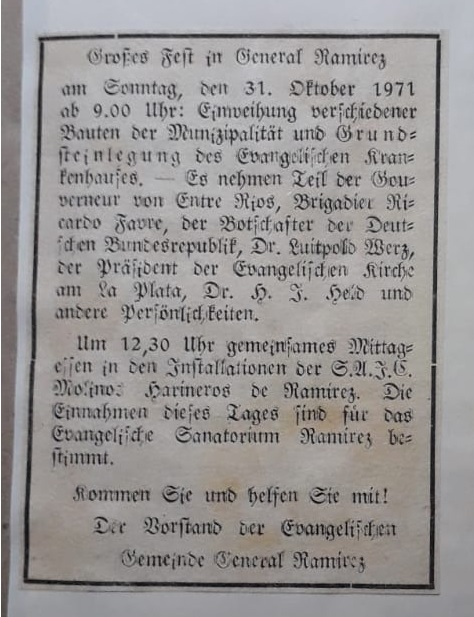 Großes Fest in General Ramirez
am Sonntag, den 31. Oktober 1971
ab 9.00 Uhr: Einweihung verschiedener
Bauten der Munizipalität und Grund-
steinlegung des Evangelischen Kran-
kenhauses. — Es nehmen Teil der Gou-
verneur von Entre Rios, Brigadier Ri-
cardo Favre, der Botschafter der Deut-
schen Bundesrepublik, Dr. Luitpold Werz,
der Präsident der Evangelischen Kirche
am La Plata, Dr. H. J. Held und
andere Persönlichkeiten.
Um 12,30 Uhr gemeinsames Mittag-
essen in den Installationen der S.A.J.C.
Molinos Harineros de Ramirez. Die
Einnahmen dieses Tages sind für das
Evangelische Sanatorium Ramirez be-
stimmt.
Kommen Sie und helfen Sie mit!
Der Vorstand der Evangelischen
Gemeinde General Ramirez